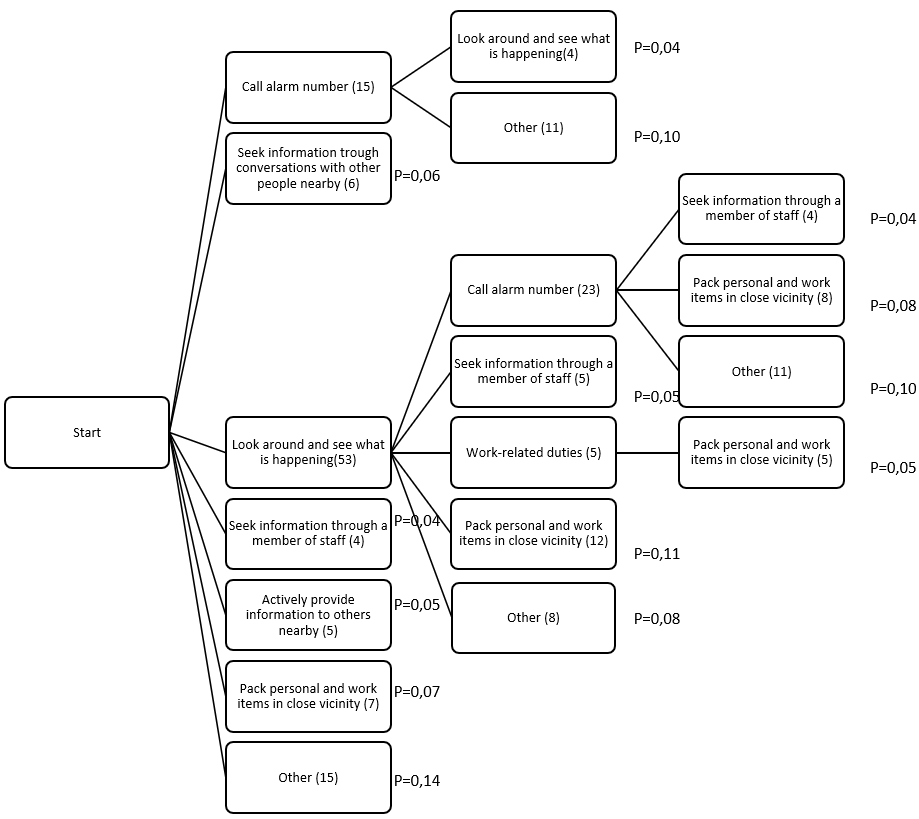 Look around and see what
is happening(4)
P=0,04
Call alarm number (15)
Other (11)
P=0,10
Seek information trough
conversations with other
people nearby (6)
P=0,06
Seek information through a
member of staff (4)
P=0,04
Call alarm number (23)
Pack personal and work
items in close vicinity (8)
P=0,08
Seek information through a
member of staff (5)
P=0,05
Other (11)
P=0,10
Start
Look around and see what
is happening(53)
Work-related duties (5)
Pack personal and work
items in close vicinity (5)
P=0,05
Seek information through a
member of staff (4)
P=0,04
Pack personal and work
items in close vicinity (12)
P=0,11
Actively provide
information to others
nearby (5)
P=0,05
Other (8)
P=0,08
Pack personal and work
items in close vicinity (7)
P=0,07
Other (15)
P=0,14